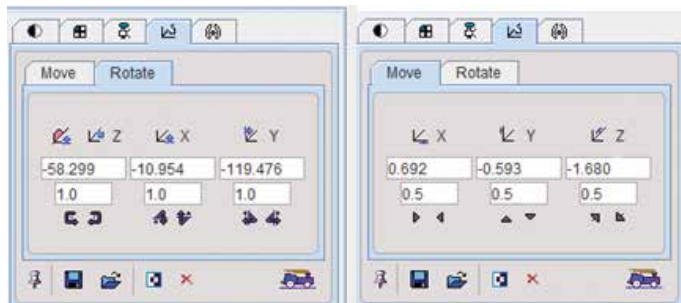 Move Rotate
Z X Y
-58.299 -10.954 -119.476
1.0 1.0 1.0
Move Rotate
X Y Z
0.692 -0.593 -1.680
0.5 0.5 0.5